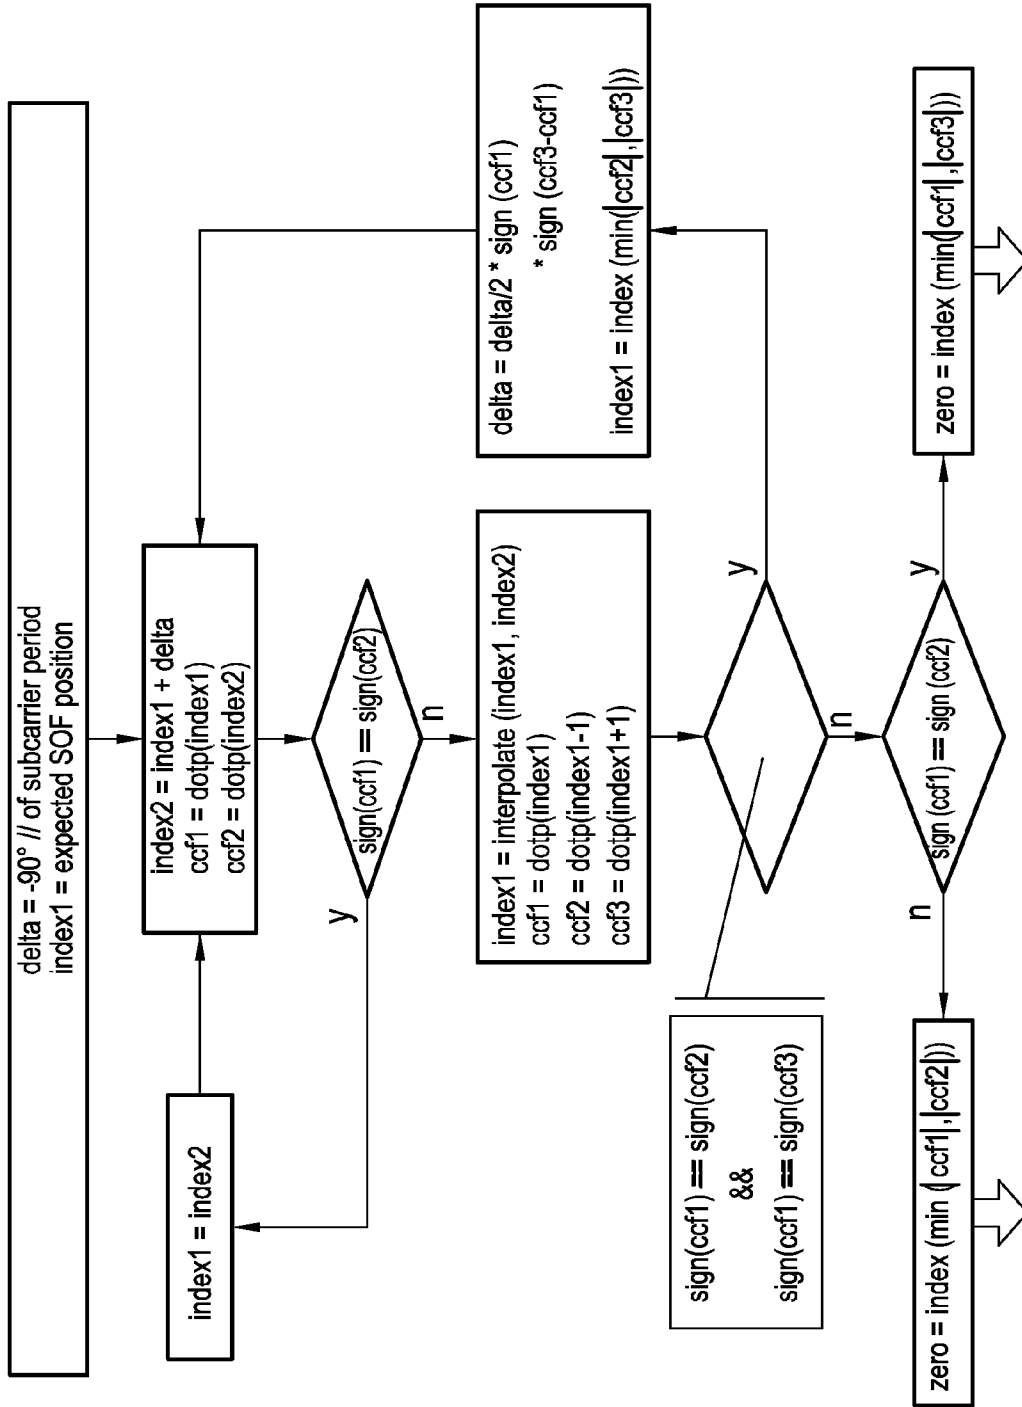 delta = -90° // of subcarrier period
index1 = expected SOF position
index1 = index2
index2 = index1 + delta
ccf1 = dotp(index1)
ccf2 = dotp(index2)
sign(ccf1) == sign(ccf2)
y
n
delta = delta/2 * sign (ccf1)
* sign (ccf3-ccf1)
index1 = index (min(|ccf2|,|ccf3|))
index1 = interpolate (index1, index2)
ccf1 = dotp(index1)
ccf2 = dotp(index1-1)
ccf3 = dotp(index1+1)
sign(ccf1) == sign(ccf2)
&&
sign(ccf1) == sign(ccf3)
y
n
sign (ccf1) == sign (ccf2)
n
y
zero = index (min (|ccf1|,|ccf2|))
zero = index (min(|ccf1|,|ccf3|))